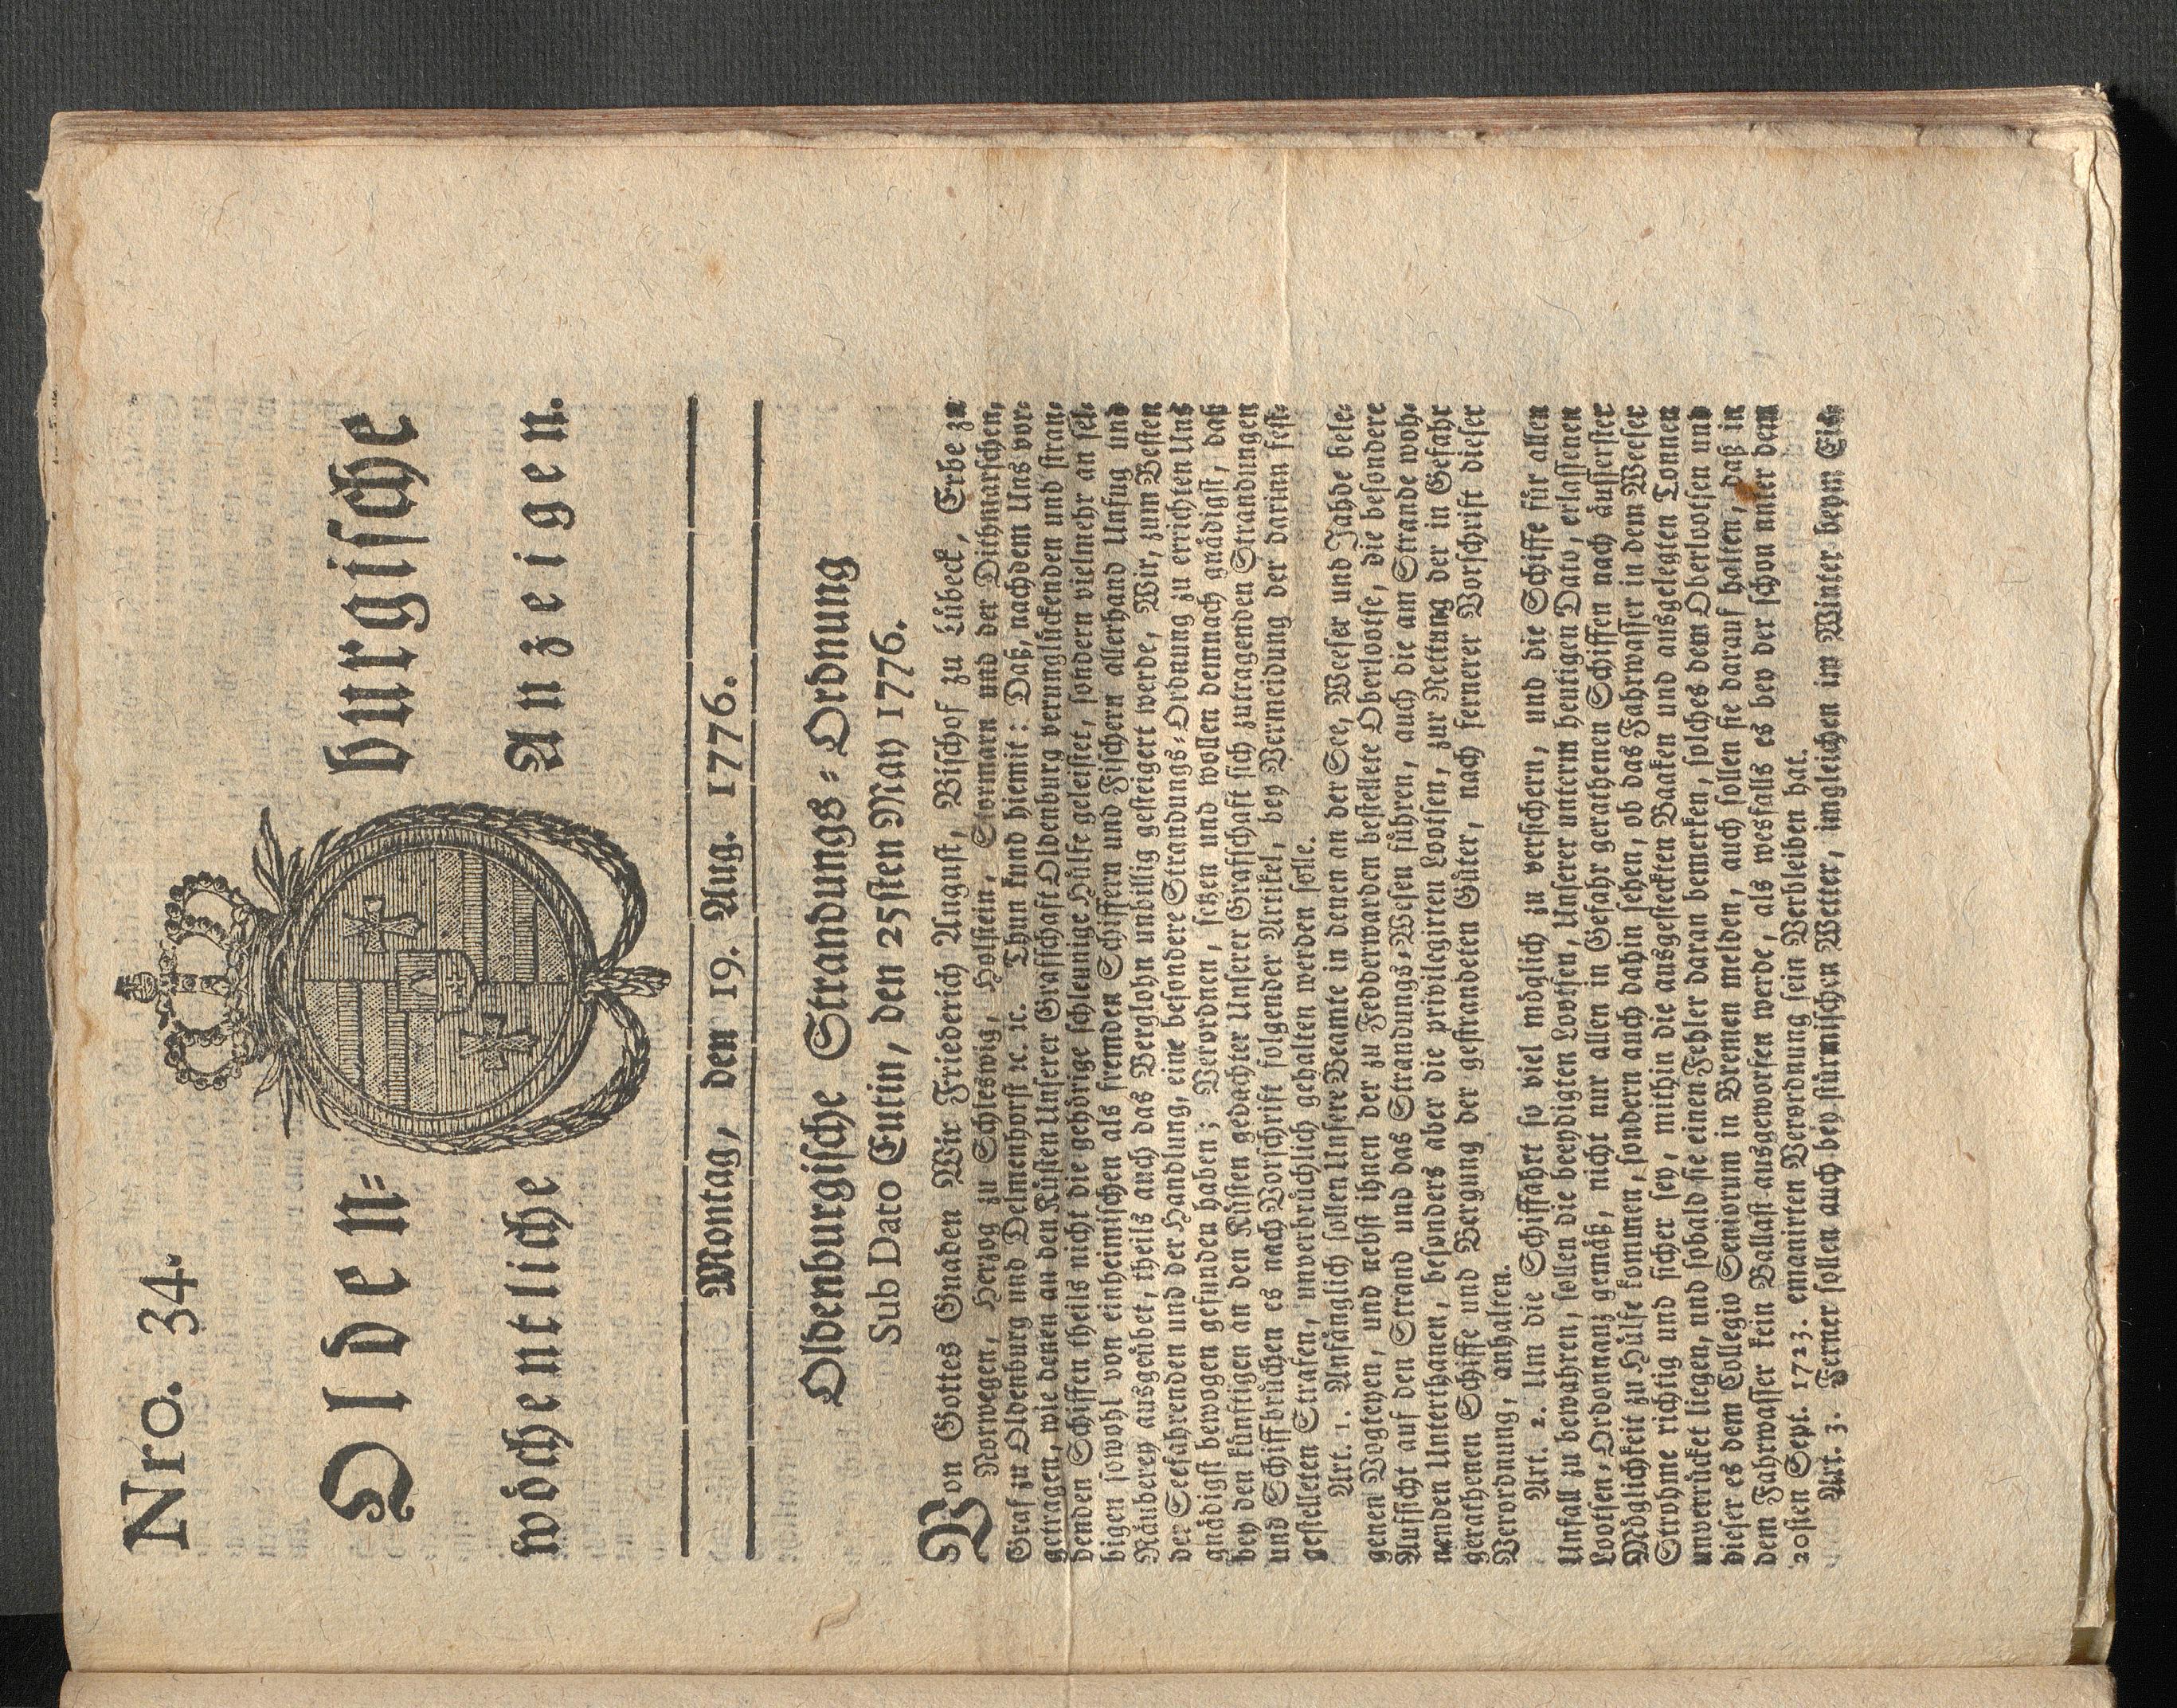 Nro. 34.
Olden= burgische
wöchentliche Anzeigen.
Montag, den 19. Aug. 1776.
Oldenburgische Strandungs=Ordnung
Sub Dato Eutin, den 25sten May 1776.
Von Gottes Gnaden Wir Friederich August, Bischof zu Lübeck, Erbe zu
Norwegen, Herzog zu Schleswig, Holstein, Stormarn und der Dithmarschen,
Graf zu Oldenburg und Delmenhorst ꝛc. ꝛc. Thun kund hiemit: Daß, nachdem Uns vor=
getragen, wie denen an den Küsten Unserer Grafschaft Oldenburg verunglückenden und stran=
denden Schiffen theils nicht die gehörige schleunige Hülfe geleistet, sondern vielmehr an sel=
bigen sowohl von einheimischen als fremden Schiffern und Fischern allerhand Unfug und
Räuberey ausgeübet, theils auch das Berglohn unbillig gesteigert werde, Wir, zum Besten
der Seefahrenden und der Handlung, eine besondere Strandungs=Ordnung zu errichten Uns
gnädigst bewogen gefunden haben; Verordnen, setzen und wollen demnach gnädigst, daß
bey den künftigen an den Küsten gedachter Unserer Grafschaft sich zutragenden Strandungen
und Schiffbrüchen es nach Vorschrift folgender Artikel, bey Vermeidung der darinn fest=
gestelleten Strafen, unverbrüchlich gehalten werden solle.
Art. 1. Anfänglich sollen Unsere Beamte in denen an der See, Weeser und Jahde bele=
genen Vogteyen, und nebst ihnen der zu Fedderwarden bestellete Oberlootse, die besondere
Aufsicht auf den Strand und das Strandungs=Wesen führen, auch die am Strande woh=
nenden Unterthanen, besonders aber die privilegirten Lootsen, zur Rettung der in Gefahr
gerathenen Schiffe und Bergung der gestrandeten Güter, nach fernerer Vorschrift dieser
Verordnung, anhalten.
Art. 2. Um die Schiffahrt so viel möglich zu versichern, und die Schiffe für allen
Unfall zu bewahren, sollen die beeydigten Lootsen, Unserer unterm heutigen Dato, erlassenen
Lootsen=Ordonnanz gemäß, nicht nur allen in Gefahr gerathenen Schiffen nach äusserster
Möglichkeit zu Hülfe kommen, sondern auch dahin sehen, ob das Fahrwasser in dem Weeser
Strohme richtig und sicher sey, mithin die ausgesteckten Baaken und ausgelegten Tonnen
unverrücket liegen, und sobald sie einen Fehler daran bemerken, solches dem Oberlootsen und
dieser es dem Collegio Seniorum in Bremen melden, auch sollen sie darauf halten, daß in
dem Fahrwasser kein Ballast ausgeworfen werde, als wesfalls es bey der schon unter dem
20sten Sept. 1723. emanirten Verordnung sein Verbleiben hat.
Art. 3. Ferner sollen auch bey stürmischen Wetter, imgleichen im Winter beym Eis=